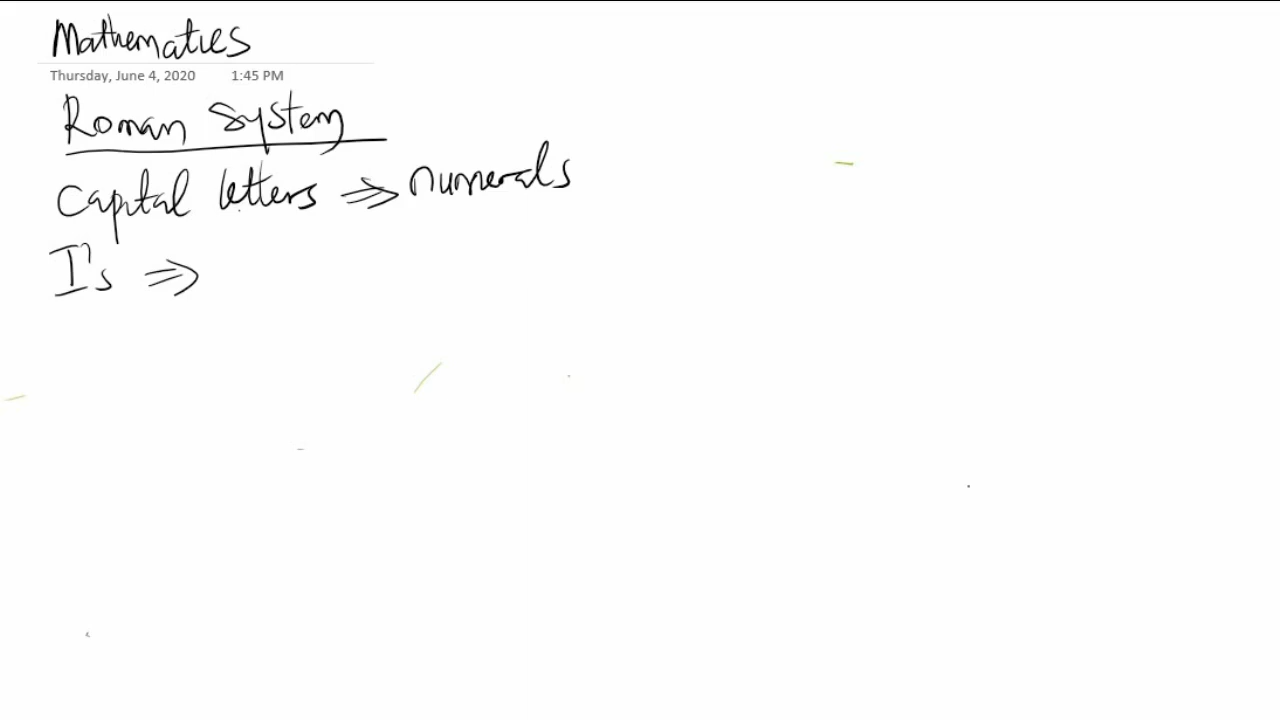 Mathematics
Thursday, June 4, 2020 1:45 PM
Roman System
Capital letters ⇒ numerals
I's ⇒